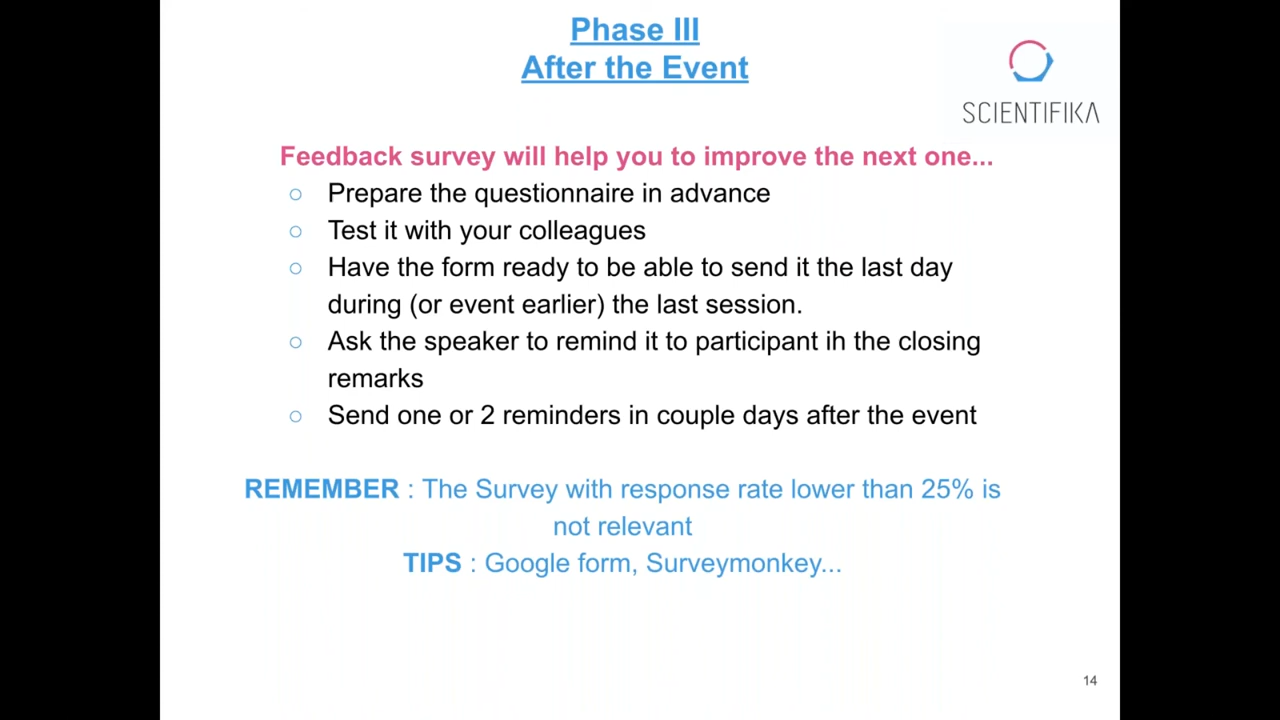 Phase III
After the Event
SCIENTIFIKA
Feedback survey will help you to improve the next one...
○ Prepare the questionnaire in advance
○ Test it with your colleagues
○ Have the form ready to be able to send it the last day
during (or event earlier) the last session.
○ Ask the speaker to remind it to participant ih the closing
remarks
○ Send one or 2 reminders in couple days after the event
REMEMBER : The Survey with response rate lower than 25% is
not relevant
TIPS : Google form, Surveymonkey...
14